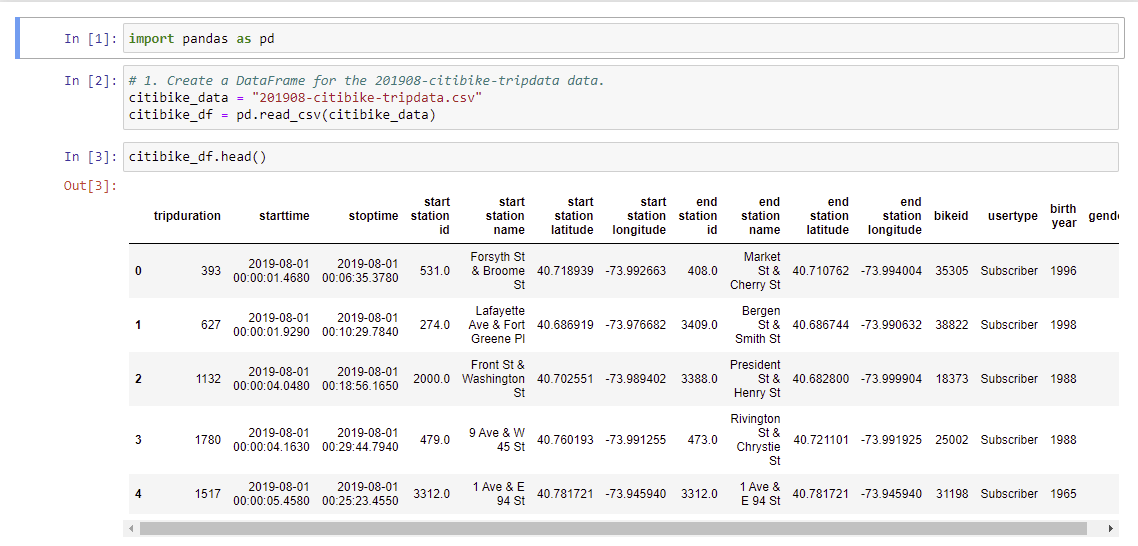 In [1]: import pandas as pd
In [2]: # 1. Create a DataFrame for the 201908-citibike-tripdata data.
citibike_data = "201908-citibike-tripdata.csv"
citibike_df = pd.read_csv(citibike_data)
In [3]: citibike_df.head()
Out[3]:
tripduration starttime stoptime start station id start station name start station latitude start station longitude end station id end station name end station latitude end station longitude bikeid usertype birth year gende
0 393 2019-08-01 00:00:01.4680 2019-08-01 00:06:35.3780 531.0 Forsyth St & Broome St 40.718939 -73.992663 408.0 Market St & Cherry St 40.710762 -73.994004 35305 Subscriber 1996
1 627 2019-08-01 00:00:01.9290 2019-08-01 00:10:29.7840 274.0 Lafayette Ave & Fort Greene Pl 40.686919 -73.976682 3409.0 Bergen St & Smith St 40.686744 -73.990632 38822 Subscriber 1998
2 1132 2019-08-01 00:00:04.0480 2019-08-01 00:18:56.1650 2000.0 Front St & Washington St 40.702551 -73.989402 3388.0 President St & Henry St 40.682800 -73.999904 18373 Subscriber 1988
3 1780 2019-08-01 00:00:04.1630 2019-08-01 00:29:44.7940 479.0 9 Ave & W 45 St 40.760193 -73.991255 473.0 Rivington St & Chrystie St 40.721101 -73.991925 25002 Subscriber 1988
4 1517 2019-08-01 00:00:05.4580 2019-08-01 00:25:23.4550 3312.0 1 Ave & E 94 St 40.781721 -73.945940 3312.0 1 Ave & E 94 St 40.781721 -73.945940 31198 Subscriber 1965